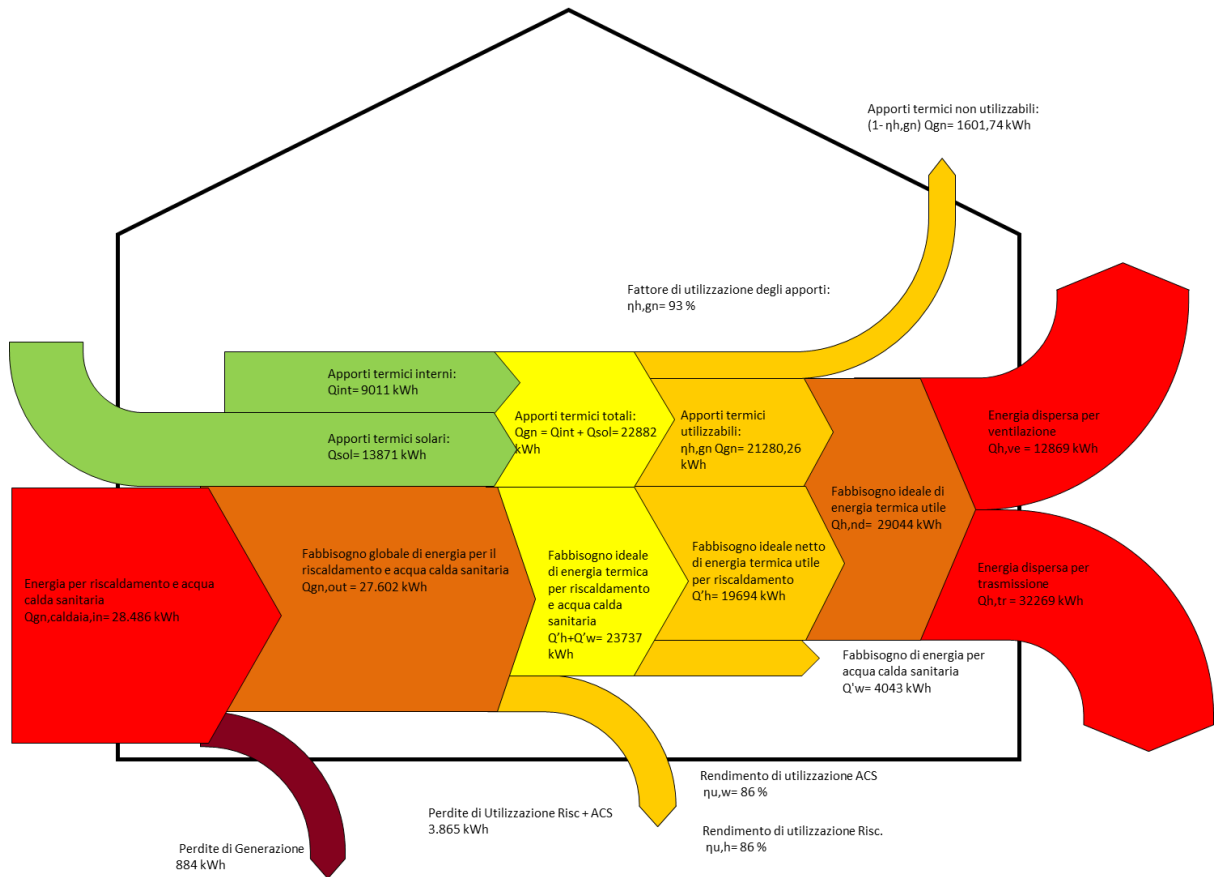 Apporti termici non utilizzabili:
(1- ηh,gn) Qgn= 1601,74 kWh
Fattore di utilizzazione degli apporti:
ηh,gn= 93 %
Apporti termici interni:
Qint= 9011 kWh
Apporti termici solari:
Qsol= 13871 kWh
Apporti termici totali:
Qgn = Qint + Qsol= 22882
kWh
Apporti termici
utilizzabili:
ηh,gn Qgn= 21280,26
kWh
Energia dispersa per
ventilazione
Qh,ve = 12869 kWh
Fabbisogno ideale di
energia termica utile
Qh,nd=  29044 kWh
Energia per riscaldamento e acqua
calda sanitaria
Qgn,caldaia,in= 28.486 kWh
Fabbisogno globale di energia per il
riscaldamento e acqua calda sanitaria
Qgn,out = 27.602 kWh
Fabbisogno ideale
di energia termica
per riscaldamento
e acqua calda
sanitaria
Q'h+Q'w= 23737
kWh
Fabbisogno ideale netto
di energia termica utile
per riscaldamento
Q'h= 19694 kWh
Energia dispersa per
trasmissione
Qh,tr = 32269 kWh
Fabbisogno di energia per
acqua calda sanitaria
Q'w= 4043 kWh
Rendimento di utilizzazione ACS
ηu,w= 86 %
Perdite di Utilizzazione Risc + ACS
3.865 kWh
Rendimento di utilizzazione Risc.
ηu,h= 86 %
Perdite di Generazione
884 kWh